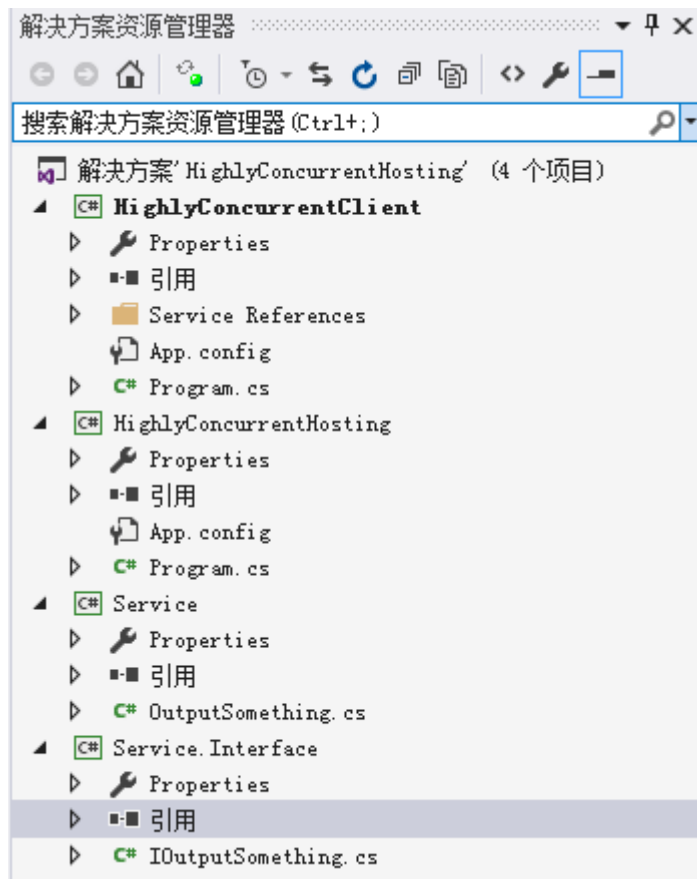 解决方案资源管理器
搜索解决方案资源管理器(Ctrl+;)
解决方案'HighlyConcurrentHosting' (4 个项目)
C# HighlyConcurrentClient
Properties
引用
Service References
App.config
C# Program.cs
C# HighlyConcurrentHosting
Properties
引用
App.config
C# Program.cs
C# Service
Properties
引用
C# OutputSomething.cs
C# Service.Interface
Properties
引用
C# IOutputSomething.cs